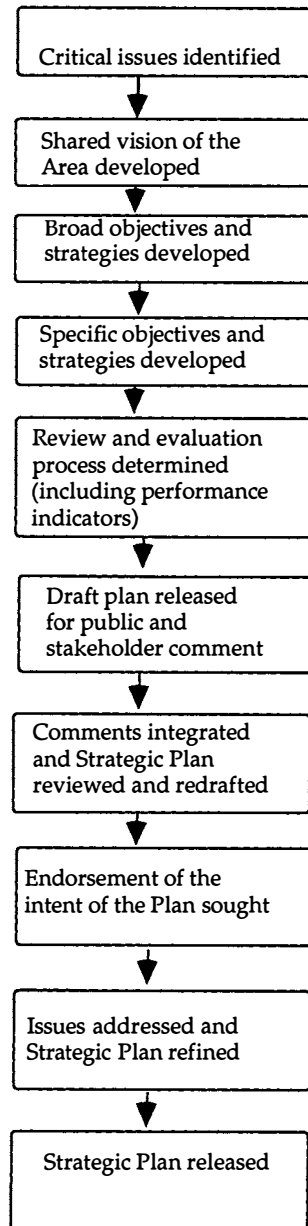 Critical issues identified
Shared vision of the
Area developed
Broad objectives and
strategies developed
Specific objectives and
strategies developed
Review and evaluation
process determined
(including performance
indicators)
Draft plan released
for public and
stakeholder comment
Comments integrated
and Strategic Plan
reviewed and redrafted
Endorsement of the
intent of the Plan sought
Issues addressed and
Strategic Plan refined
Strategic Plan released